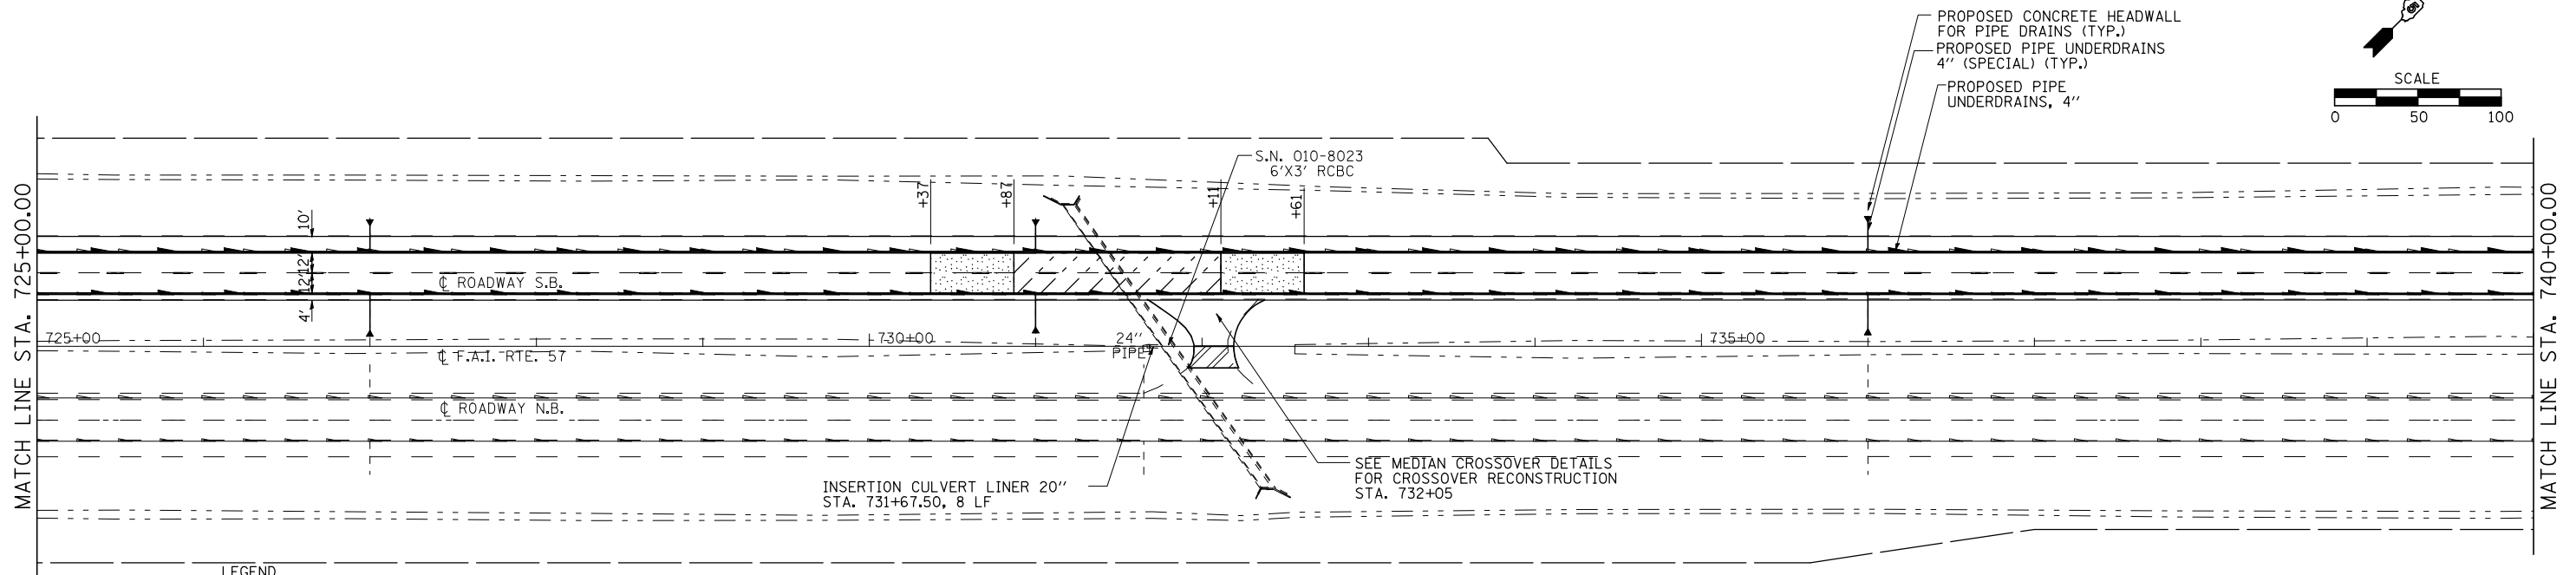 PROPOSED CONCRETE HEADWALL
FOR PIPE DRAINS (TYP.)
PROPOSED PIPE UNDERDRAINS
4'' (SPECIAL) (TYP.)
PROPOSED PIPE
UNDERDRAINS, 4''
SCALE
0 50 100
S.N. 010-8023
6'X3' RCBC
+37
+87
+11
+61
MATCH LINE STA. 725+00.00
10'
12'
12'
4'
℄ ROADWAY S.B.
725+00
730+00
24''
PIPE
735+00
℄ F.A.I. RTE. 57
℄ ROADWAY N.B.
INSERTION CULVERT LINER 20''
STA. 731+67.50, 8 LF
SEE MEDIAN CROSSOVER DETAILS
FOR CROSSOVER RECONSTRUCTION
STA. 732+05
MATCH LINE STA. 740+00.00
LEGEND